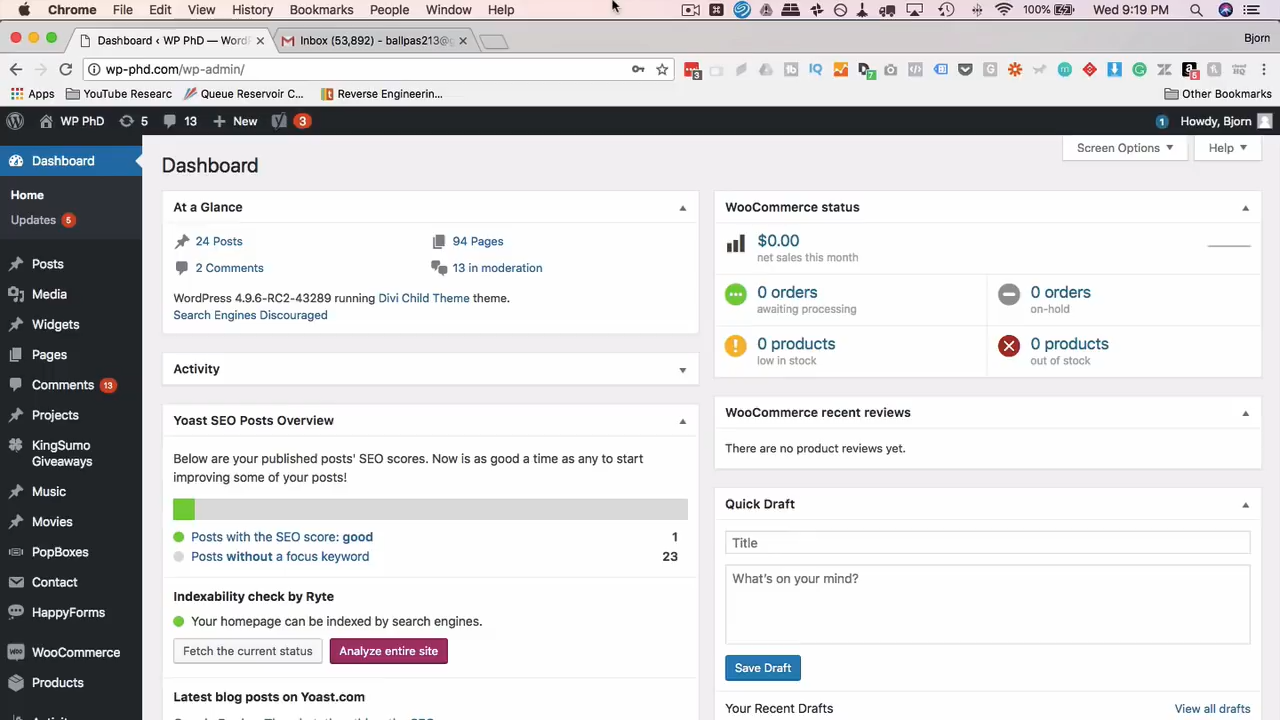 Chrome File Edit View History Bookmarks People Window Help 100% Wed 9:19 PM
Dashboard ‹ WP PhD — Word Inbox (53,892) - ballpas213@ Bjorn
wp-phd.com/wp-admin/
Apps YouTube Researc Queue Reservoir C... Reverse Engineerin... Other Bookmarks
WP PhD 5 13 New 3 1 Howdy, Bjorn
Screen Options Help
Dashboard
Home
Updates 5
Posts
Media
Widgets
Pages
Comments 13
Projects
KingSumo
Giveaways
Music
Movies
PopBoxes
Contact
HappyForms
WooCommerce
Products
Dashboard
At a Glance
24 Posts 94 Pages
2 Comments 13 in moderation
WordPress 4.9.6-RC2-43289 running Divi Child Theme theme.
Search Engines Discouraged
Activity
Yoast SEO Posts Overview
Below are your published posts' SEO scores. Now is as good a time as any to start
improving some of your posts!
Posts with the SEO score: good 1
Posts without a focus keyword 23
Indexability check by Ryte
Your homepage can be indexed by search engines.
Fetch the current status Analyze entire site
Latest blog posts on Yoast.com
WooCommerce status
$0.00
net sales this month
0 orders
awaiting processing
0 orders
on-hold
0 products
low in stock
0 products
out of stock
WooCommerce recent reviews
There are no product reviews yet.
Quick Draft
Title
What's on your mind?
Save Draft
Your Recent Drafts View all drafts